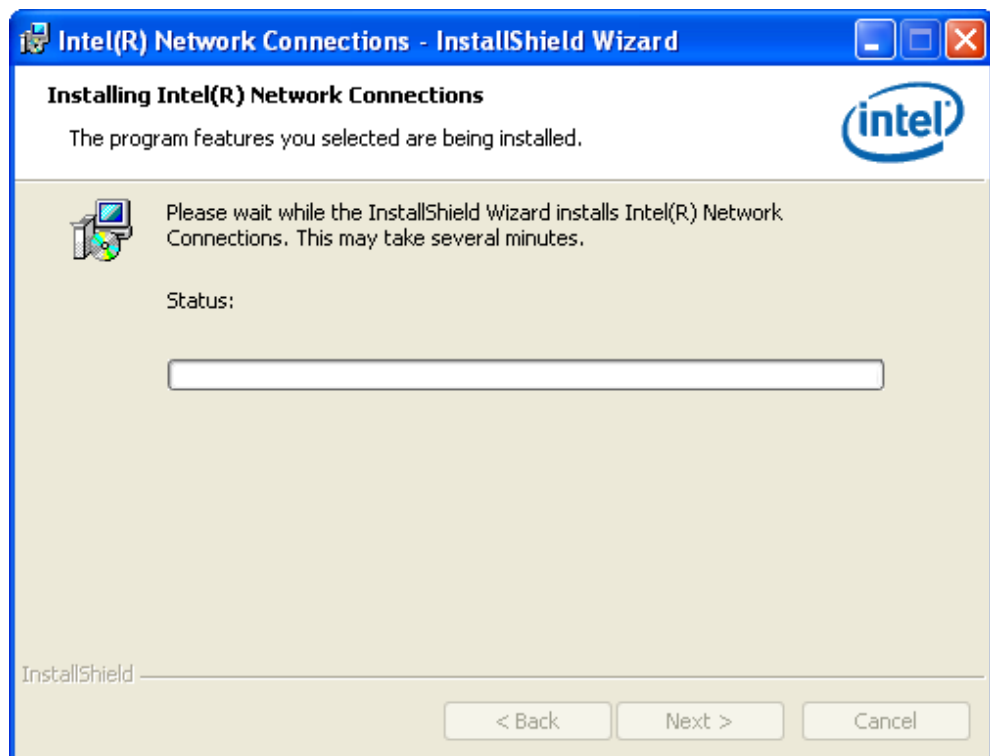 Intel(R) Network Connections - InstallShield Wizard
Installing Intel(R) Network Connections
The program features you selected are being installed.
intel
Please wait while the InstallShield Wizard installs Intel(R) Network
Connections. This may take several minutes.
Status:
InstallShield
< Back
Next >
Cancel